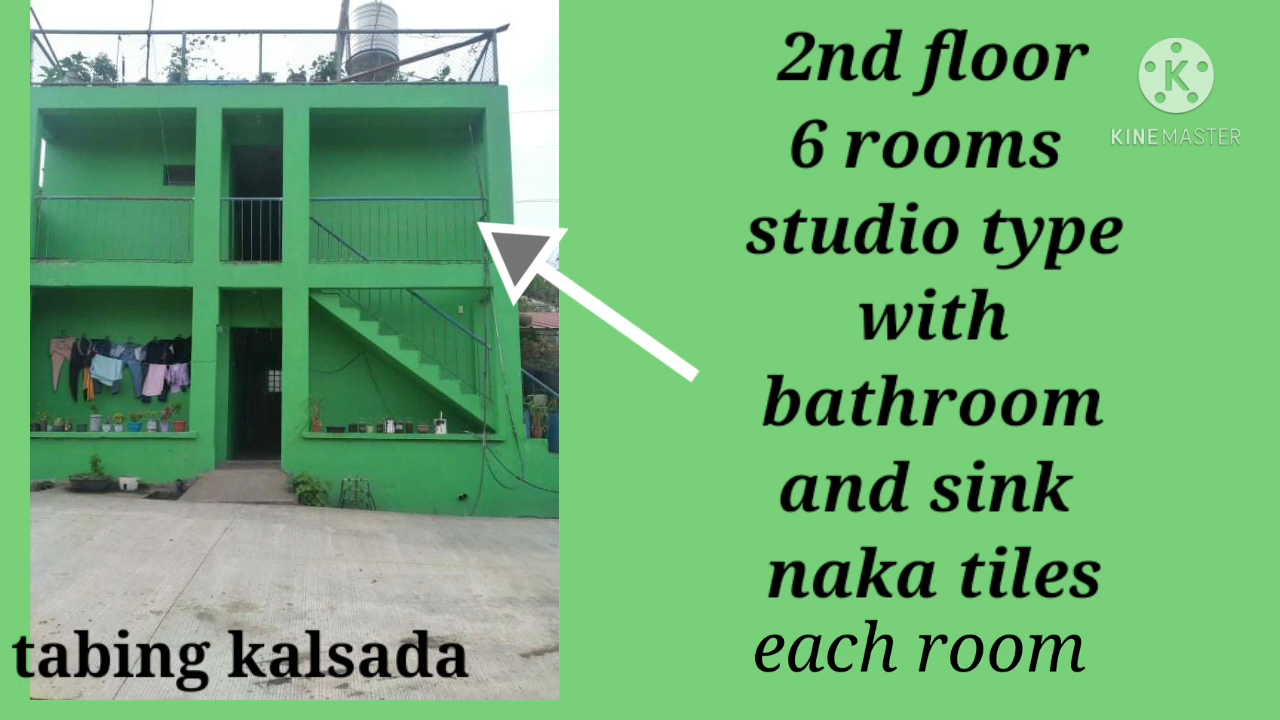 2nd floor
6 rooms
studio type
with
bathroom
and sink
naka tiles
each room
tabing kalsada
K
KINEMASTER